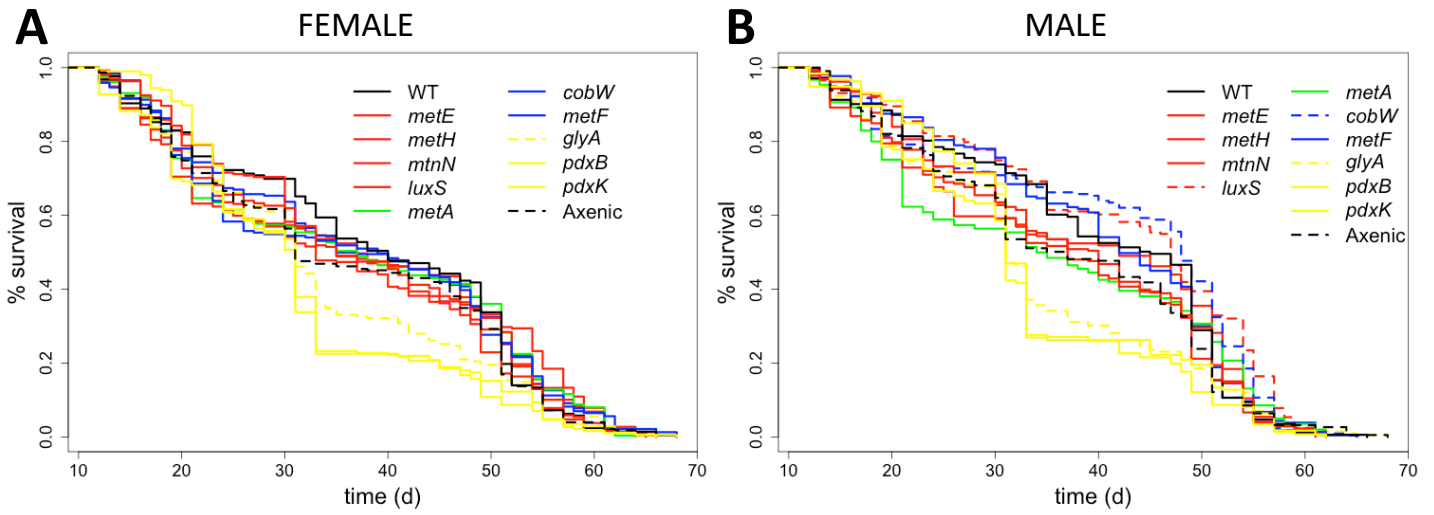 A FEMALE
1.0
0.8
0.6
0.4
0.2
0.0
% survival
WT
metE
metH
mtnN
luxS
metA
cobW
metF
glyA
pdxB
pdxK
Axenic
10 20 30 40 50 60 70
time (d)
B MALE
1.0
0.8
0.6
0.4
0.2
0.0
% survival
WT
metE
metH
mtnN
luxS
metA
cobW
metF
glyA
pdxB
pdxK
Axenic
10 20 30 40 50 60 70
time (d)